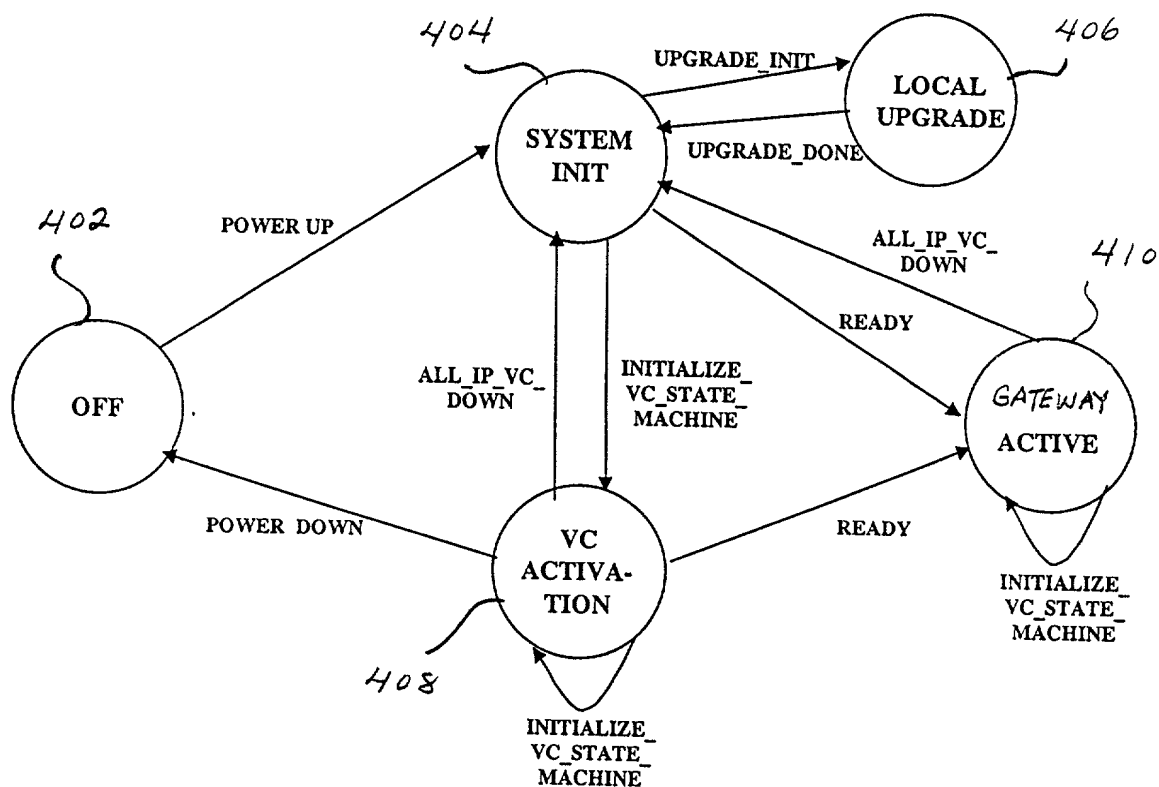 404
406
UPGRADE_INIT
LOCAL
UPGRADE
SYSTEM
INIT
UPGRADE_DONE
402
POWER UP
ALL_IP_VC_
DOWN
410
READY
OFF
ALL_IP_VC_
DOWN
INITIALIZE_
VC_STATE_
MACHINE
GATEWAY
ACTIVE
POWER DOWN
READY
VC
ACTIVA-
TION
INITIALIZE_
VC_STATE_
MACHINE
408
INITIALIZE_
VC_STATE_
MACHINE